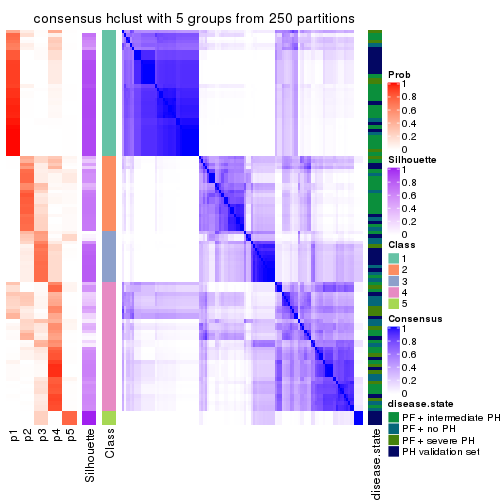 consensus hclust with 5 groups from 250 partitions
Prob
1
0.8
0.6
0.4
0.2
0
Silhouette
1
0.8
0.6
0.4
0.2
0
Class
1
2
3
4
5
Consensus
1
0.8
0.6
0.4
0.2
0
disease.state
PF + intermediate PH
PF + no PH
PF + severe PH
PH validation set
p1
p2
p3
p4
p5
Silhouette
Class
disease.state